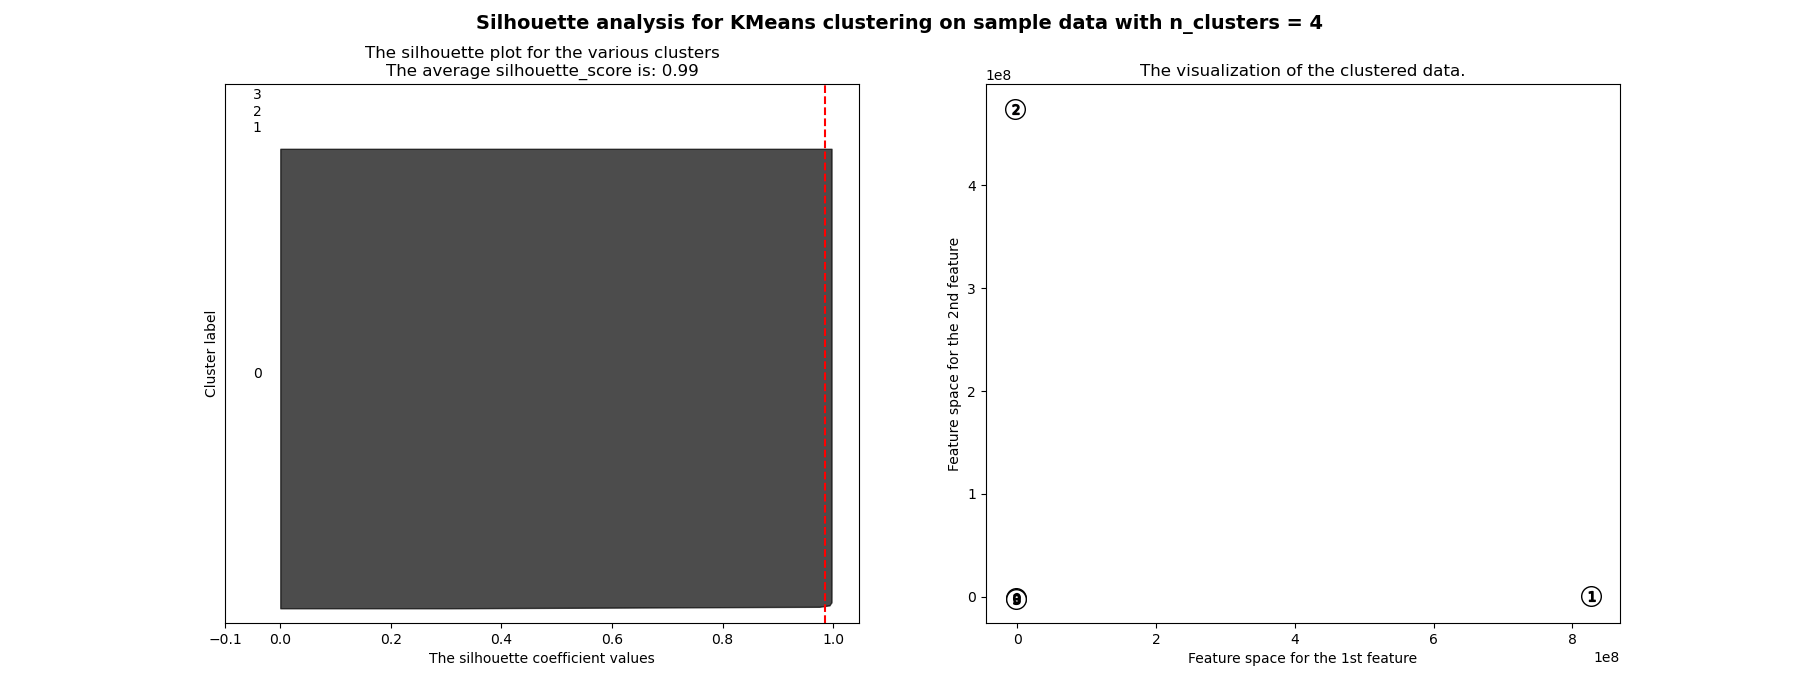 Silhouette analysis for KMeans clustering on sample data with n_clusters = 4
The silhouette plot for the various clusters
The average silhouette_score is: 0.99
3
2
1
0
Cluster label
−0.1 0.0 0.2 0.4 0.6 0.8 1.0
The silhouette coefficient values
The visualization of the clustered data.
1e8
2
4
3
2
1
0
Feature space for the 2nd feature
1
0 2 4 6 8
1e8
Feature space for the 1st feature